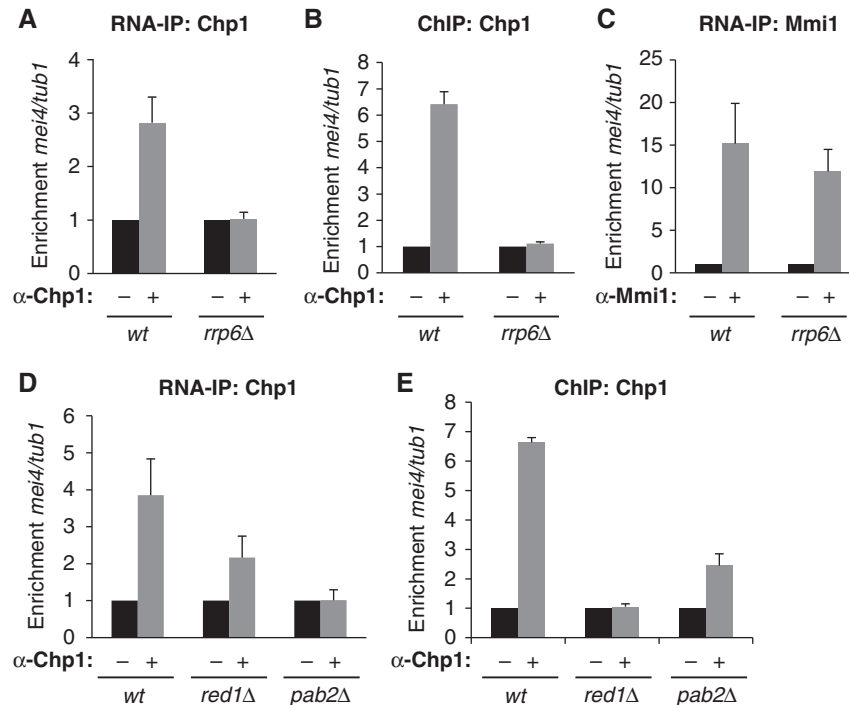 A RNA-IP: Chp1
Enrichment mei4/tub1
4
3
2
1
0
α-Chp1: – + – +
wt rrp6Δ
B ChIP: Chp1
Enrichment mei4/tub1
8
7
6
5
4
3
2
1
0
α-Chp1: – + – +
wt rrp6Δ
C RNA-IP: Mmi1
Enrichment mei4/tub1
25
20
15
10
5
0
α-Mmi1: – + – +
wt rrp6Δ
D RNA-IP: Chp1
Enrichment mei4/tub1
6
5
4
3
2
1
0
α-Chp1: – + – + – +
wt red1Δ pab2Δ
E ChIP: Chp1
Enrichment mei4/tub1
8
7
6
5
4
3
2
1
0
α-Chp1: – + – + – +
wt red1Δ pab2Δ